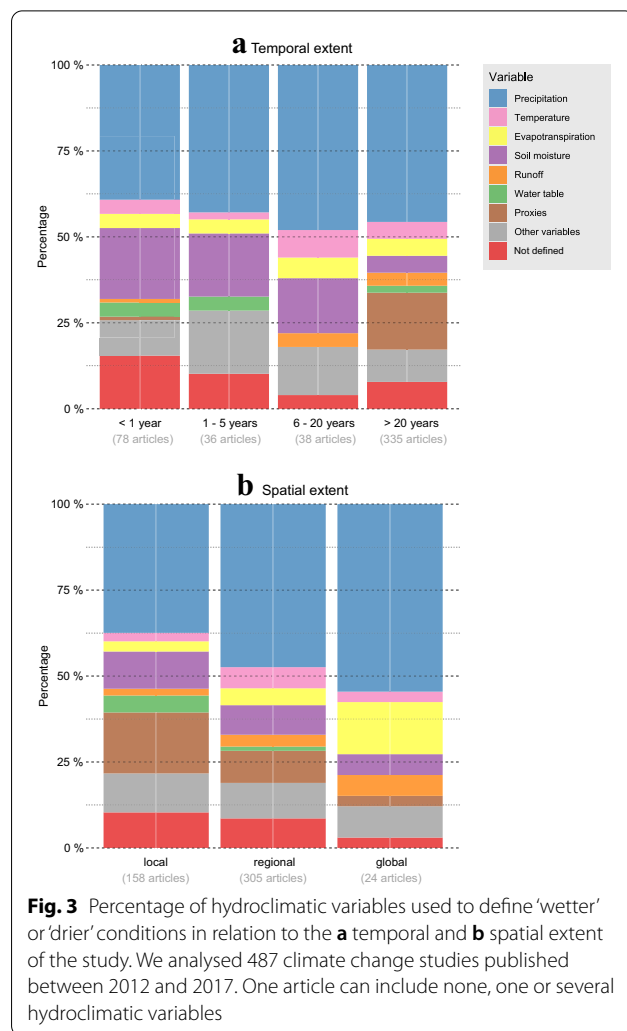 a Temporal extent
100 %
75 %
50 %
25 %
0 %
Percentage
< 1 year
(78 articles)
1 - 5 years
(36 articles)
6 - 20 years
(38 articles)
> 20 years
(335 articles)
Variable
Precipitation
Temperature
Evapotranspiration
Soil moisture
Runoff
Water table
Proxies
Other variables
Not defined
b Spatial extent
100 %
75 %
50 %
25 %
0 %
Percentage
local
(158 articles)
regional
(305 articles)
global
(24 articles)
Fig. 3 Percentage of hydroclimatic variables used to define ‘wetter’
or ‘drier’ conditions in relation to the a temporal and b spatial extent
of the study. We analysed 487 climate change studies published
between 2012 and 2017. One article can include none, one or several
hydroclimatic variables